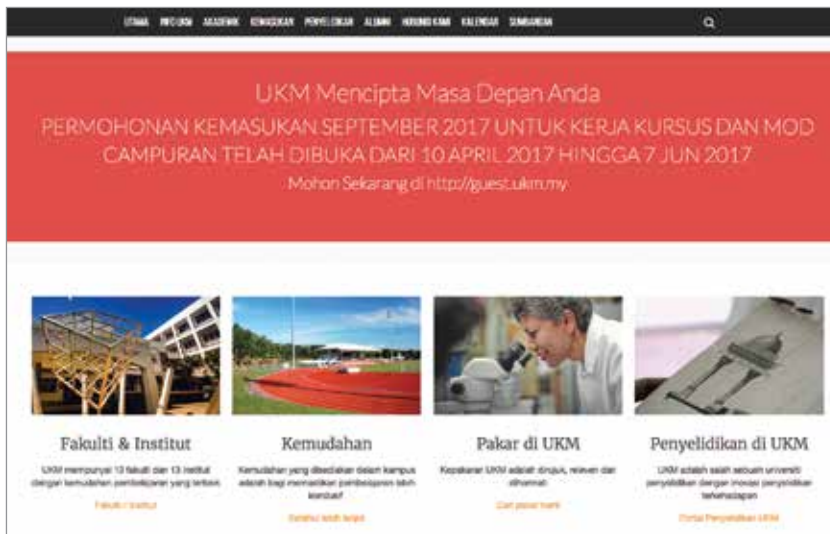 UTAMA INFO UKM AKADEMIK KEMASUKAN PENYELIDIKAN ALUMNI HUBUNGI KAMI KALENDAR SUMBANGAN
UKM Mencipta Masa Depan Anda
PERMOHONAN KEMASUKAN SEPTEMBER 2017 UNTUK KERJA KURSUS DAN MOD
CAMPURAN TELAH DIBUKA DARI 10 APRIL 2017 HINGGA 7 JUN 2017
Mohon Sekarang di http://guest.ukm.my
Fakulti & Institut
UKM mempunyai 13 fakulti dan 13 institut
dengan kemudahan pembelajaran yang terbaik
Fakulti / Institut
Kemudahan
Kemudahan yang disediakan dalam kampus
adalah bagi memastikan pembelajaran lebih
kondusif
Ketahui lebih lanjut
Pakar di UKM
Kepakaran UKM adalah dirujuk, releven dan
dihormati
Cari pakar kami
Penyelidikan di UKM
UKM adalah salah sebuah universiti
penyelidikan dengan inovasi penyelidikan
terkehadapan
Portal Penyelidikan UKM